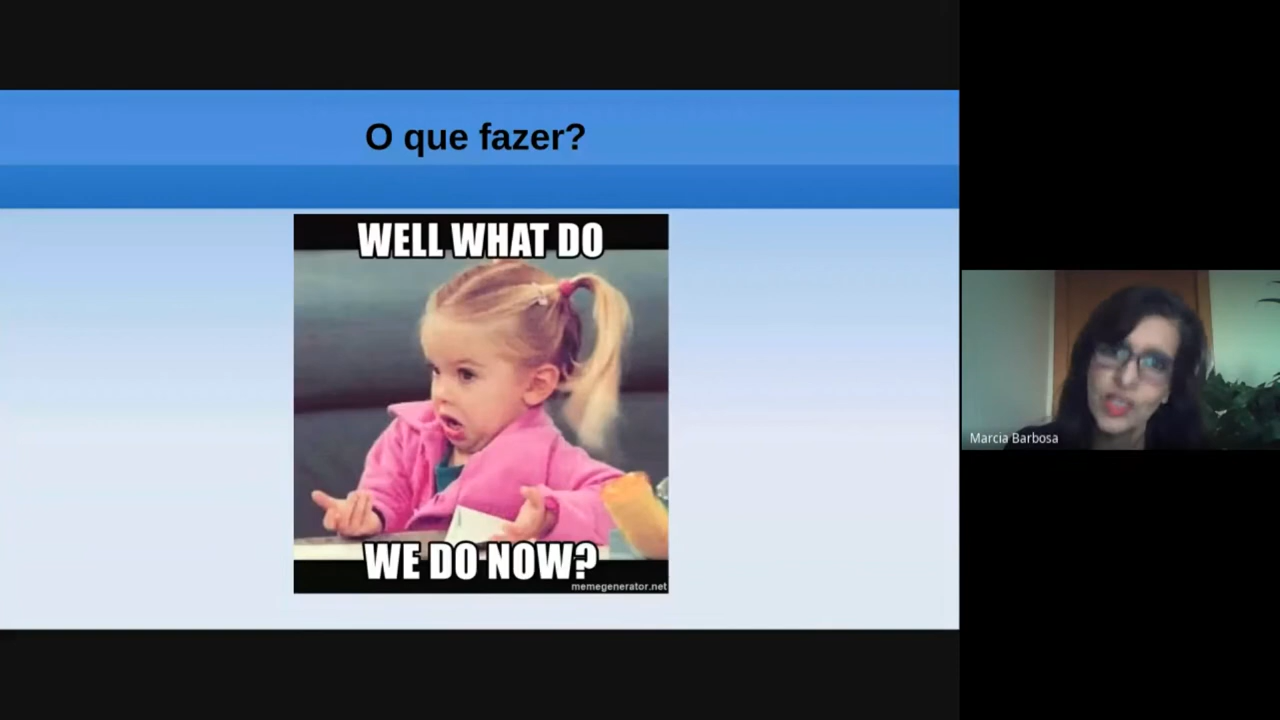 O que fazer?
WELL WHAT DO
WE DO NOW?
memegenerator.net
Marcia Barbosa